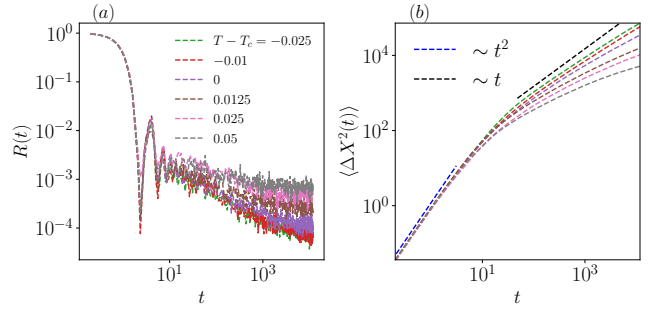 (a)
R(t)
10^0
10^{-1}
10^{-2}
10^{-3}
10^{-4}
T − T_c = −0.025
−0.01
0
0.0125
0.025
0.05
10^1
10^3
t
(b)
⟨ΔX^2(t)⟩
10^4
10^2
10^0
∼ t^2
∼ t
10^1
10^3
t